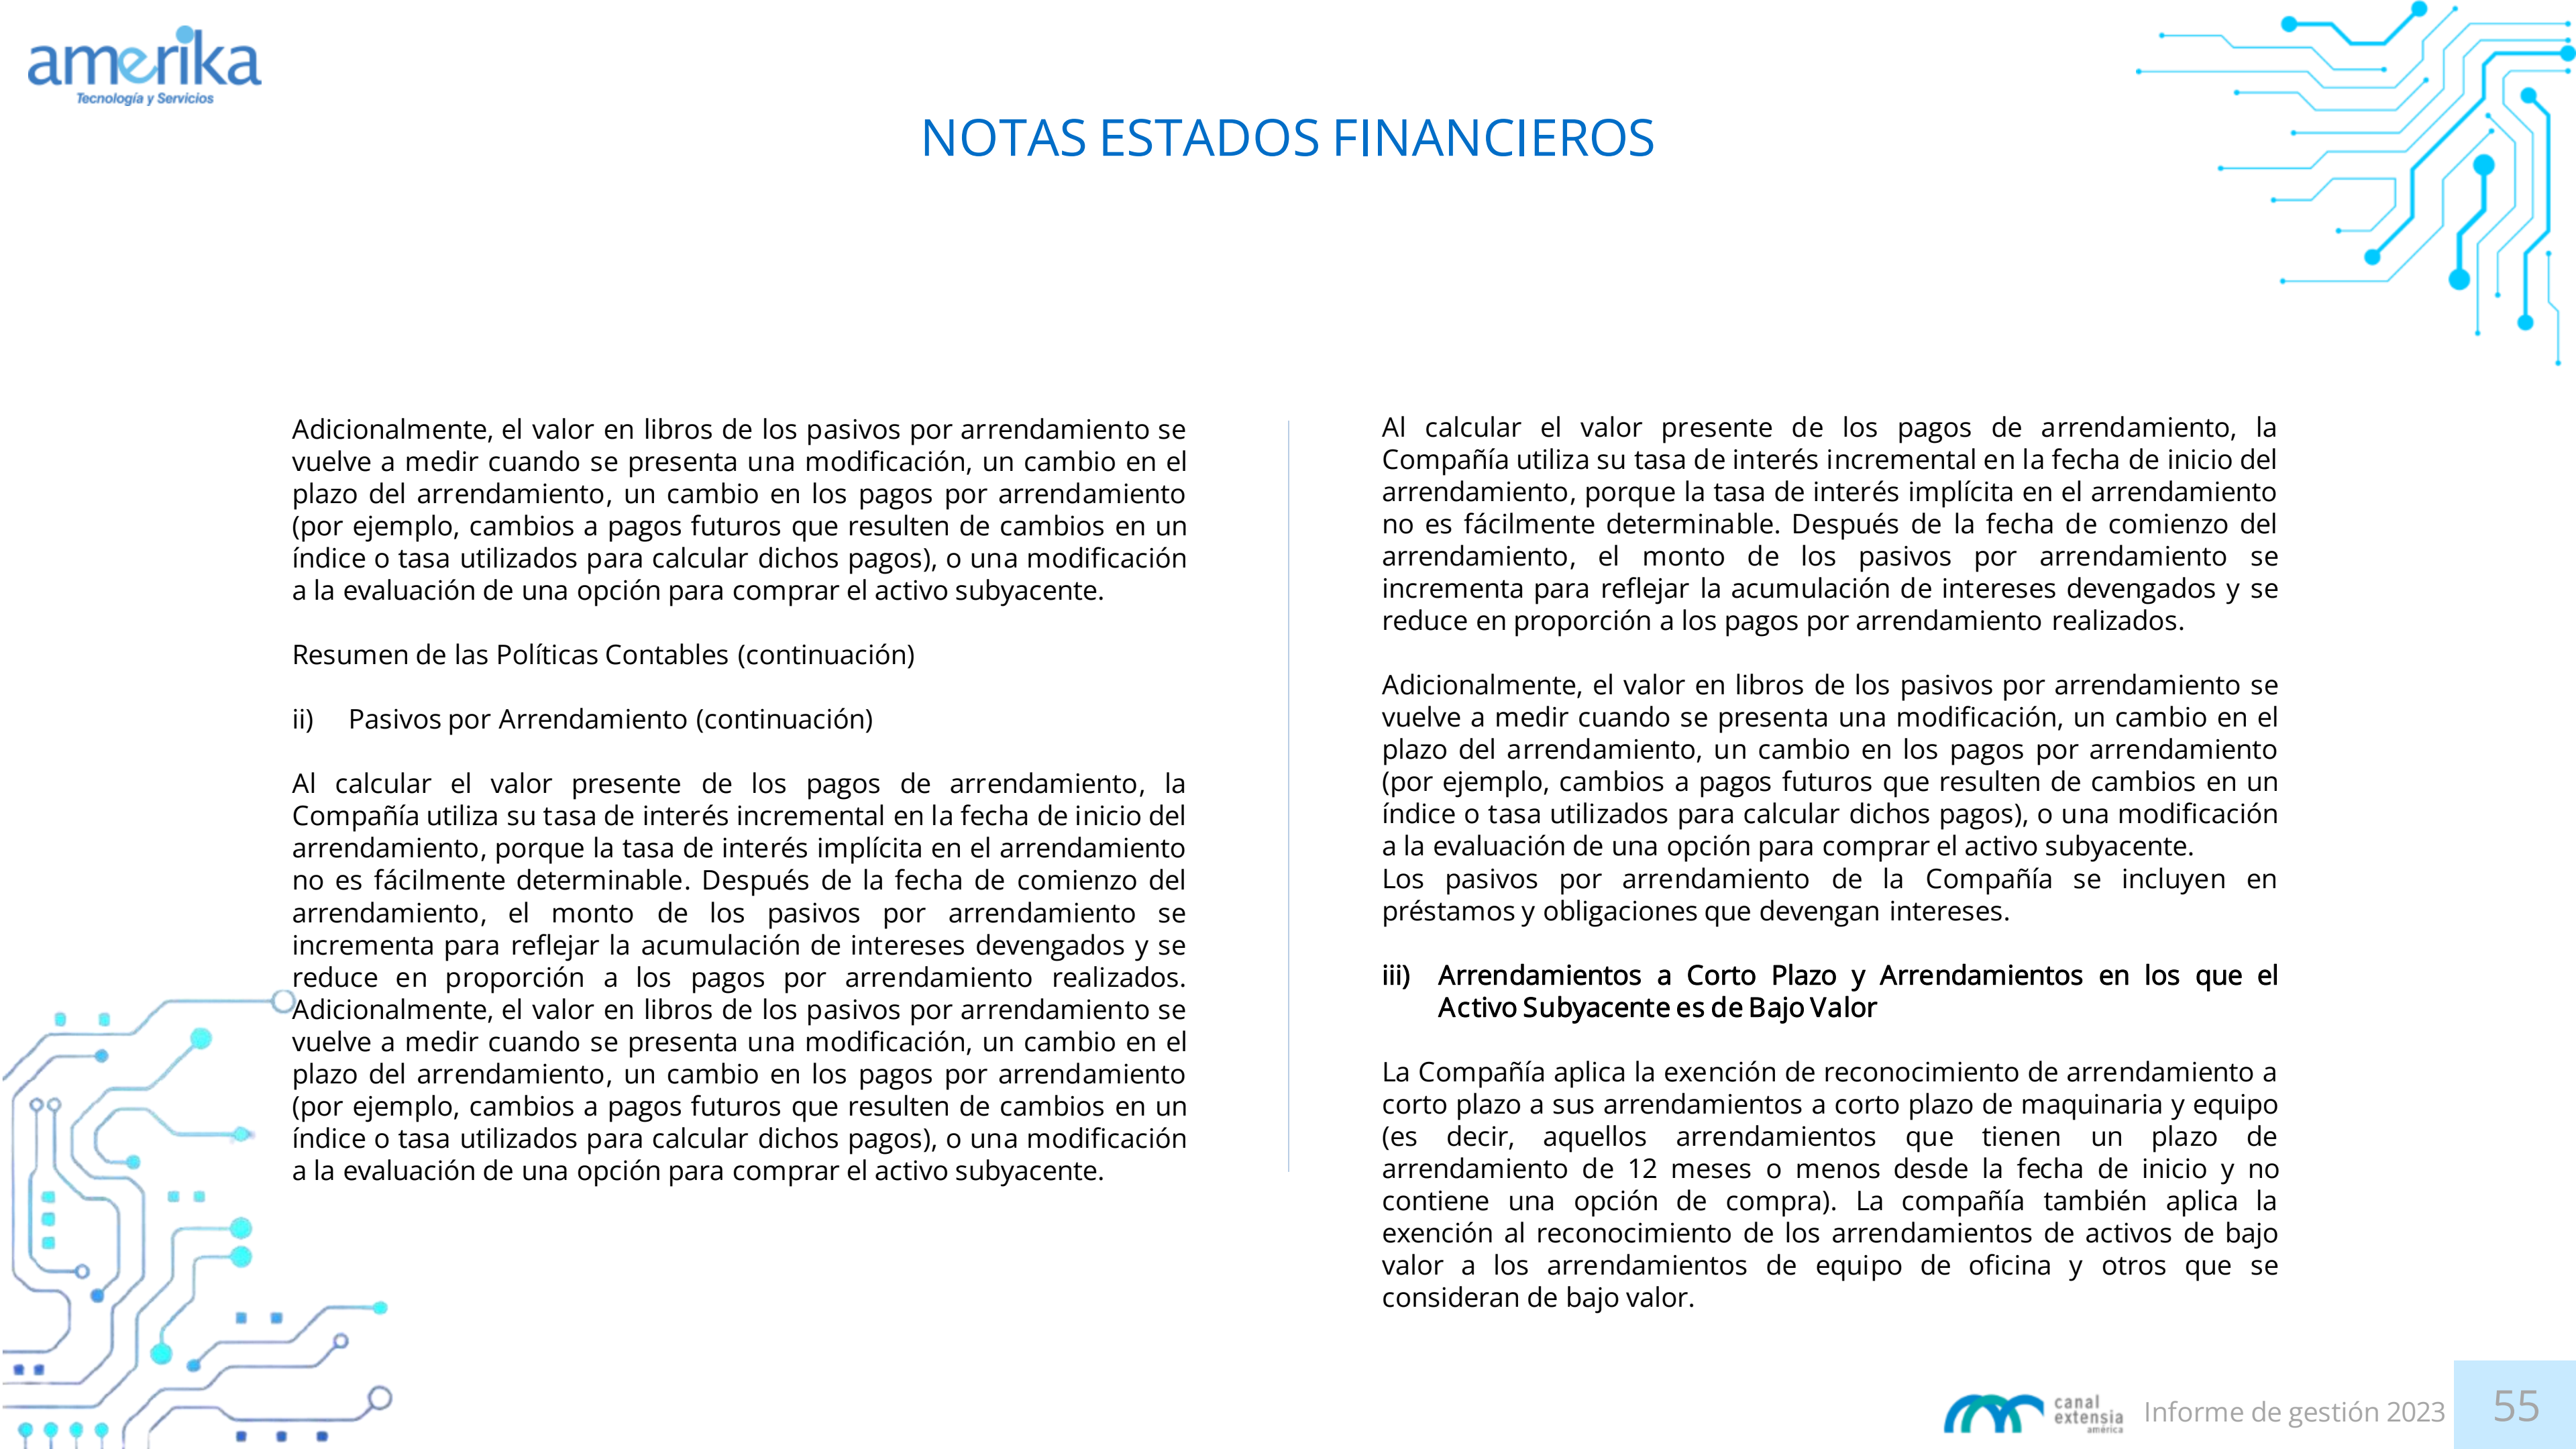 amerika
Tecnología y Servicios
NOTAS ESTADOS FINANCIEROS
Adicionalmente, el valor en libros de los pasivos por arrendamiento se
vuelve a medir cuando se presenta una modificación, un cambio en el
plazo del arrendamiento, un cambio en los pagos por arrendamiento
(por ejemplo, cambios a pagos futuros que resulten de cambios en un
índice o tasa utilizados para calcular dichos pagos), o una modificación
a la evaluación de una opción para comprar el activo subyacente.
Resumen de las Políticas Contables (continuación)
ii) Pasivos por Arrendamiento (continuación)
Al calcular el valor presente de los pagos de arrendamiento, la
Compañía utiliza su tasa de interés incremental en la fecha de inicio del
arrendamiento, porque la tasa de interés implícita en el arrendamiento
no es fácilmente determinable. Después de la fecha de comienzo del
arrendamiento, el monto de los pasivos por arrendamiento se
incrementa para reflejar la acumulación de intereses devengados y se
reduce en proporción a los pagos por arrendamiento realizados.
Adicionalmente, el valor en libros de los pasivos por arrendamiento se
vuelve a medir cuando se presenta una modificación, un cambio en el
plazo del arrendamiento, un cambio en los pagos por arrendamiento
(por ejemplo, cambios a pagos futuros que resulten de cambios en un
índice o tasa utilizados para calcular dichos pagos), o una modificación
a la evaluación de una opción para comprar el activo subyacente.
Al calcular el valor presente de los pagos de arrendamiento, la
Compañía utiliza su tasa de interés incremental en la fecha de inicio del
arrendamiento, porque la tasa de interés implícita en el arrendamiento
no es fácilmente determinable. Después de la fecha de comienzo del
arrendamiento, el monto de los pasivos por arrendamiento se
incrementa para reflejar la acumulación de intereses devengados y se
reduce en proporción a los pagos por arrendamiento realizados.
Adicionalmente, el valor en libros de los pasivos por arrendamiento se
vuelve a medir cuando se presenta una modificación, un cambio en el
plazo del arrendamiento, un cambio en los pagos por arrendamiento
(por ejemplo, cambios a pagos futuros que resulten de cambios en un
índice o tasa utilizados para calcular dichos pagos), o una modificación
a la evaluación de una opción para comprar el activo subyacente.
Los pasivos por arrendamiento de la Compañía se incluyen en
préstamos y obligaciones que devengan intereses.
iii) Arrendamientos a Corto Plazo y Arrendamientos en los que el
Activo Subyacente es de Bajo Valor
La Compañía aplica la exención de reconocimiento de arrendamiento a
corto plazo a sus arrendamientos a corto plazo de maquinaria y equipo
(es decir, aquellos arrendamientos que tienen un plazo de
arrendamiento de 12 meses o menos desde la fecha de inicio y no
contiene una opción de compra). La compañía también aplica la
exención al reconocimiento de los arrendamientos de activos de bajo
valor a los arrendamientos de equipo de oficina y otros que se
consideran de bajo valor.
canal
extensia
américa
Informe de gestión 2023
55